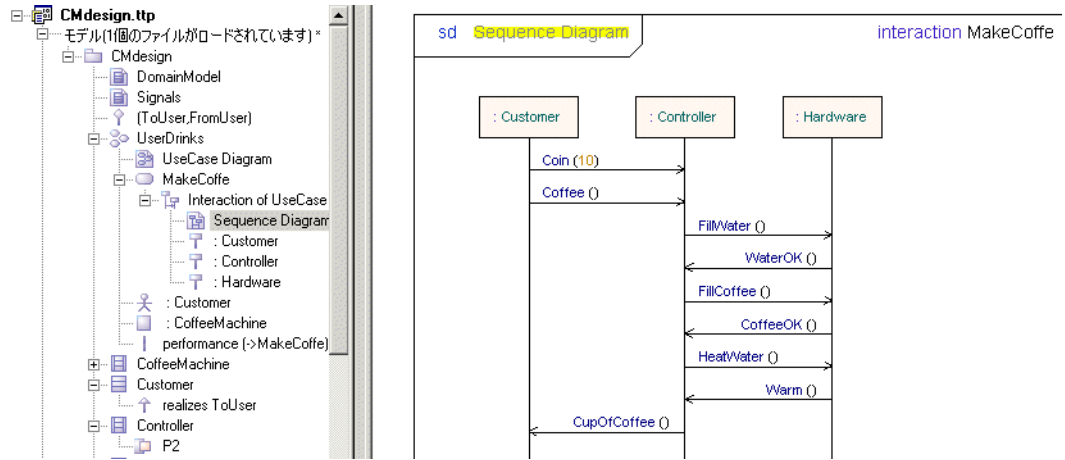 CMdesign.ttp
モデル(1個のファイルがロードされています) *
CMdesign
DomainModel
Signals
(ToUser,FromUser)
UserDrinks
UseCase Diagram
MakeCoffe
Interaction of UseCase
Sequence Diagram
: Customer
: Controller
: Hardware
: Customer
: CoffeeMachine
performance (->MakeCoffe)
CoffeeMachine
Customer
realizes ToUser
Controller
P2
sd Sequence Diagram
interaction MakeCoffe
: Customer
: Controller
: Hardware
Coin (10)
Coffee ()
FillWater ()
WaterOK ()
FillCoffee ()
CoffeeOK ()
HeatWater ()
Warm ()
CupOfCoffee ()